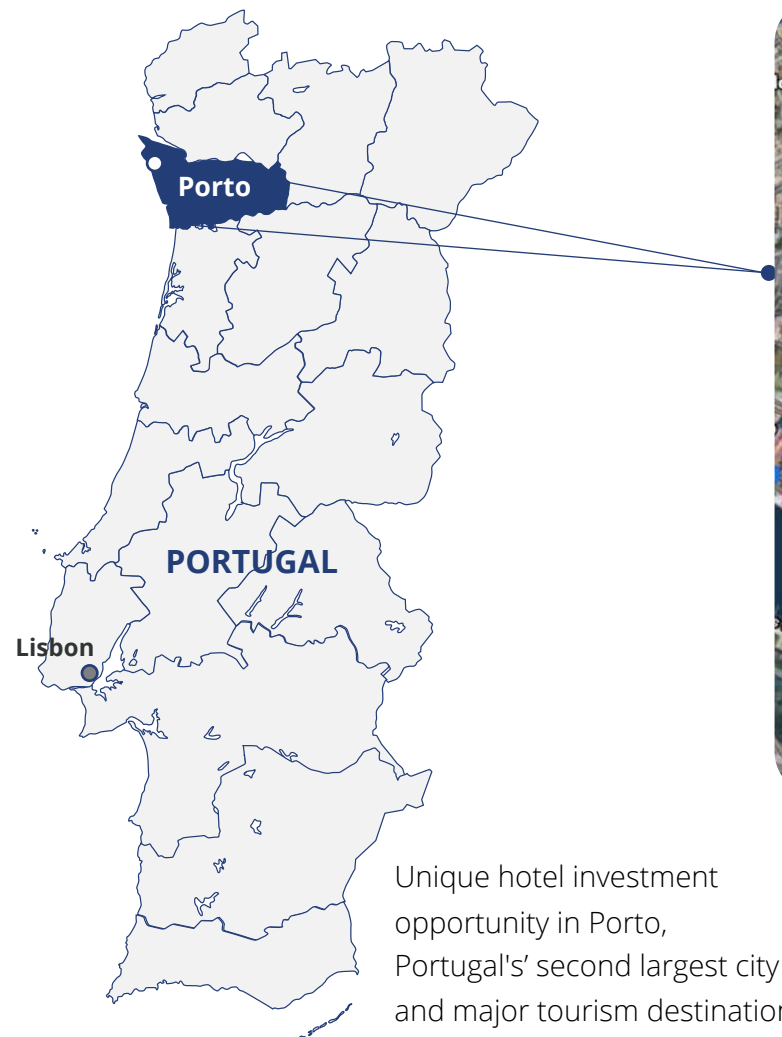 Porto
PORTUGAL
Lisbon
Unique hotel investment
opportunity in Porto,
Portugal's’ second largest city
and major tourism destination